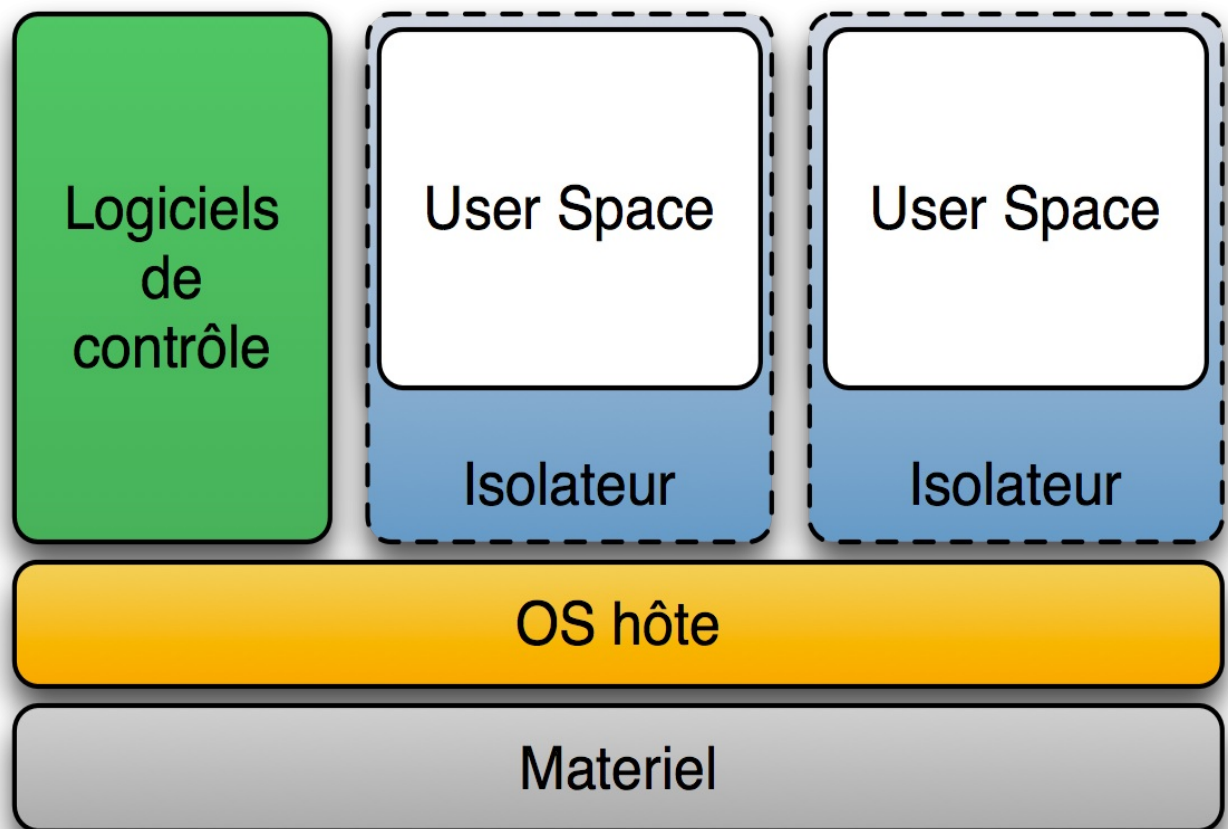 Logiciels
de
contrôle
User Space
Isolateur
User Space
Isolateur
OS hôte
Materiel